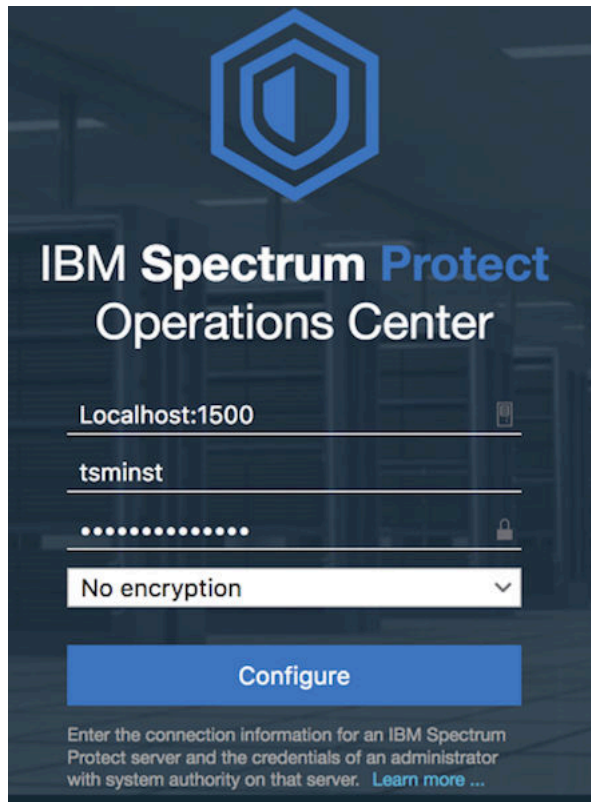 IBM Spectrum Protect
Operations Center
Localhost:1500
tsminst
••••••••••••••
No encryption
Configure
Enter the connection information for an IBM Spectrum
Protect server and the credentials of an administrator
with system authority on that server. Learn more ...